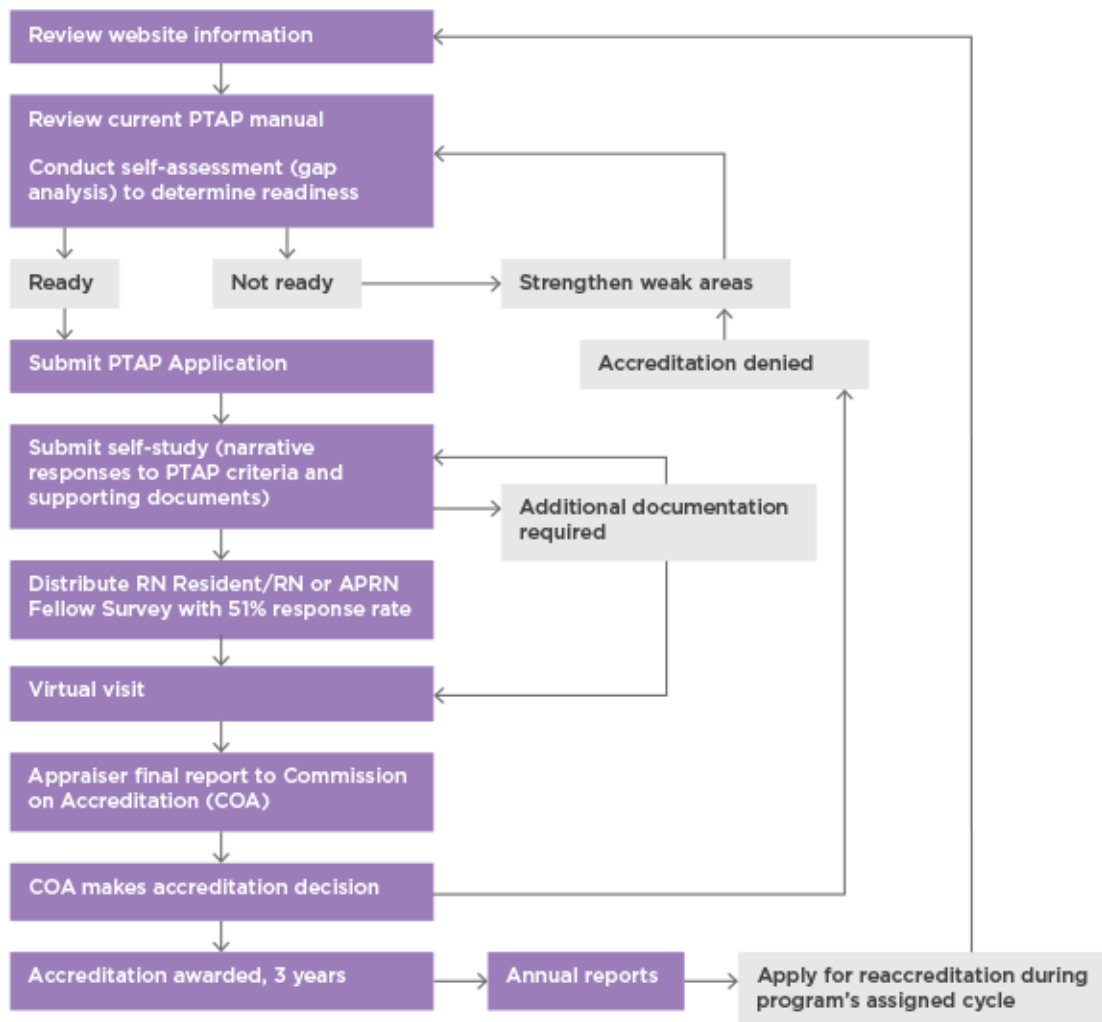 Review website information
Review current PTAP manual
Conduct self-assessment (gap
analysis) to determine readiness
Ready
Not ready
Strengthen weak areas
Submit PTAP Application
Accreditation denied
Submit self-study (narrative
responses to PTAP criteria and
supporting documents)
Additional documentation
required
Distribute RN Resident/RN or APRN
Fellow Survey with 51% response rate
Virtual visit
Appraiser final report to Commission
on Accreditation (COA)
COA makes accreditation decision
Accreditation awarded, 3 years
Annual reports
Apply for reaccreditation during
program's assigned cycle